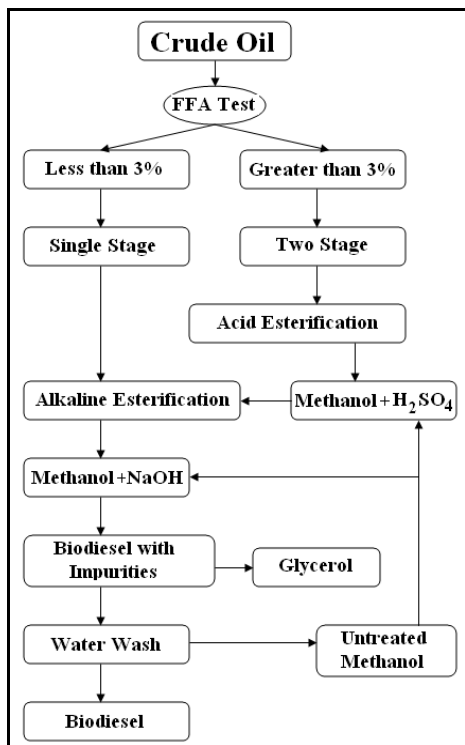 Crude Oil
FFA Test
Less than 3%
Greater than 3%
Single Stage
Two Stage
Acid Esterification
Alkaline Esterification
Methanol+H₂SO₄
Methanol+NaOH
Biodiesel with
Impurities
Glycerol
Water Wash
Untreated
Methanol
Biodiesel